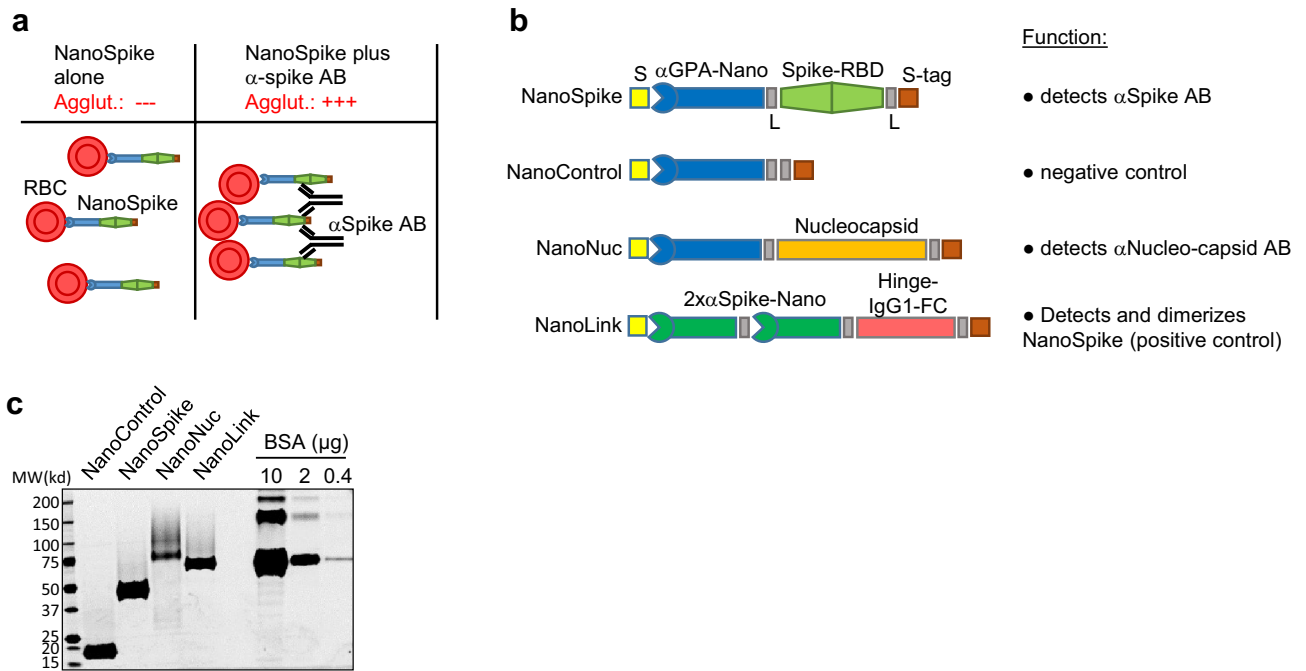 a
NanoSpike
alone
Agglut.: ---
NanoSpike plus
α-spike AB
Agglut.: +++
RBC
NanoSpike
αSpike AB
b
Function:
S
αGPA-Nano
Spike-RBD
S-tag
NanoSpike
L
L
● detects αSpike AB
NanoControl
● negative control
Nucleocapsid
NanoNuc
● detects αNucleo-capsid AB
2xαSpike-Nano
Hinge-
IgG1-FC
NanoLink
● Detects and dimerizes
NanoSpike (positive control)
c
NanoControl
NanoSpike
NanoNuc
NanoLink
BSA (µg)
MW(kd)
10 2 0.4
200
150
100
75
50
37
25
20
15